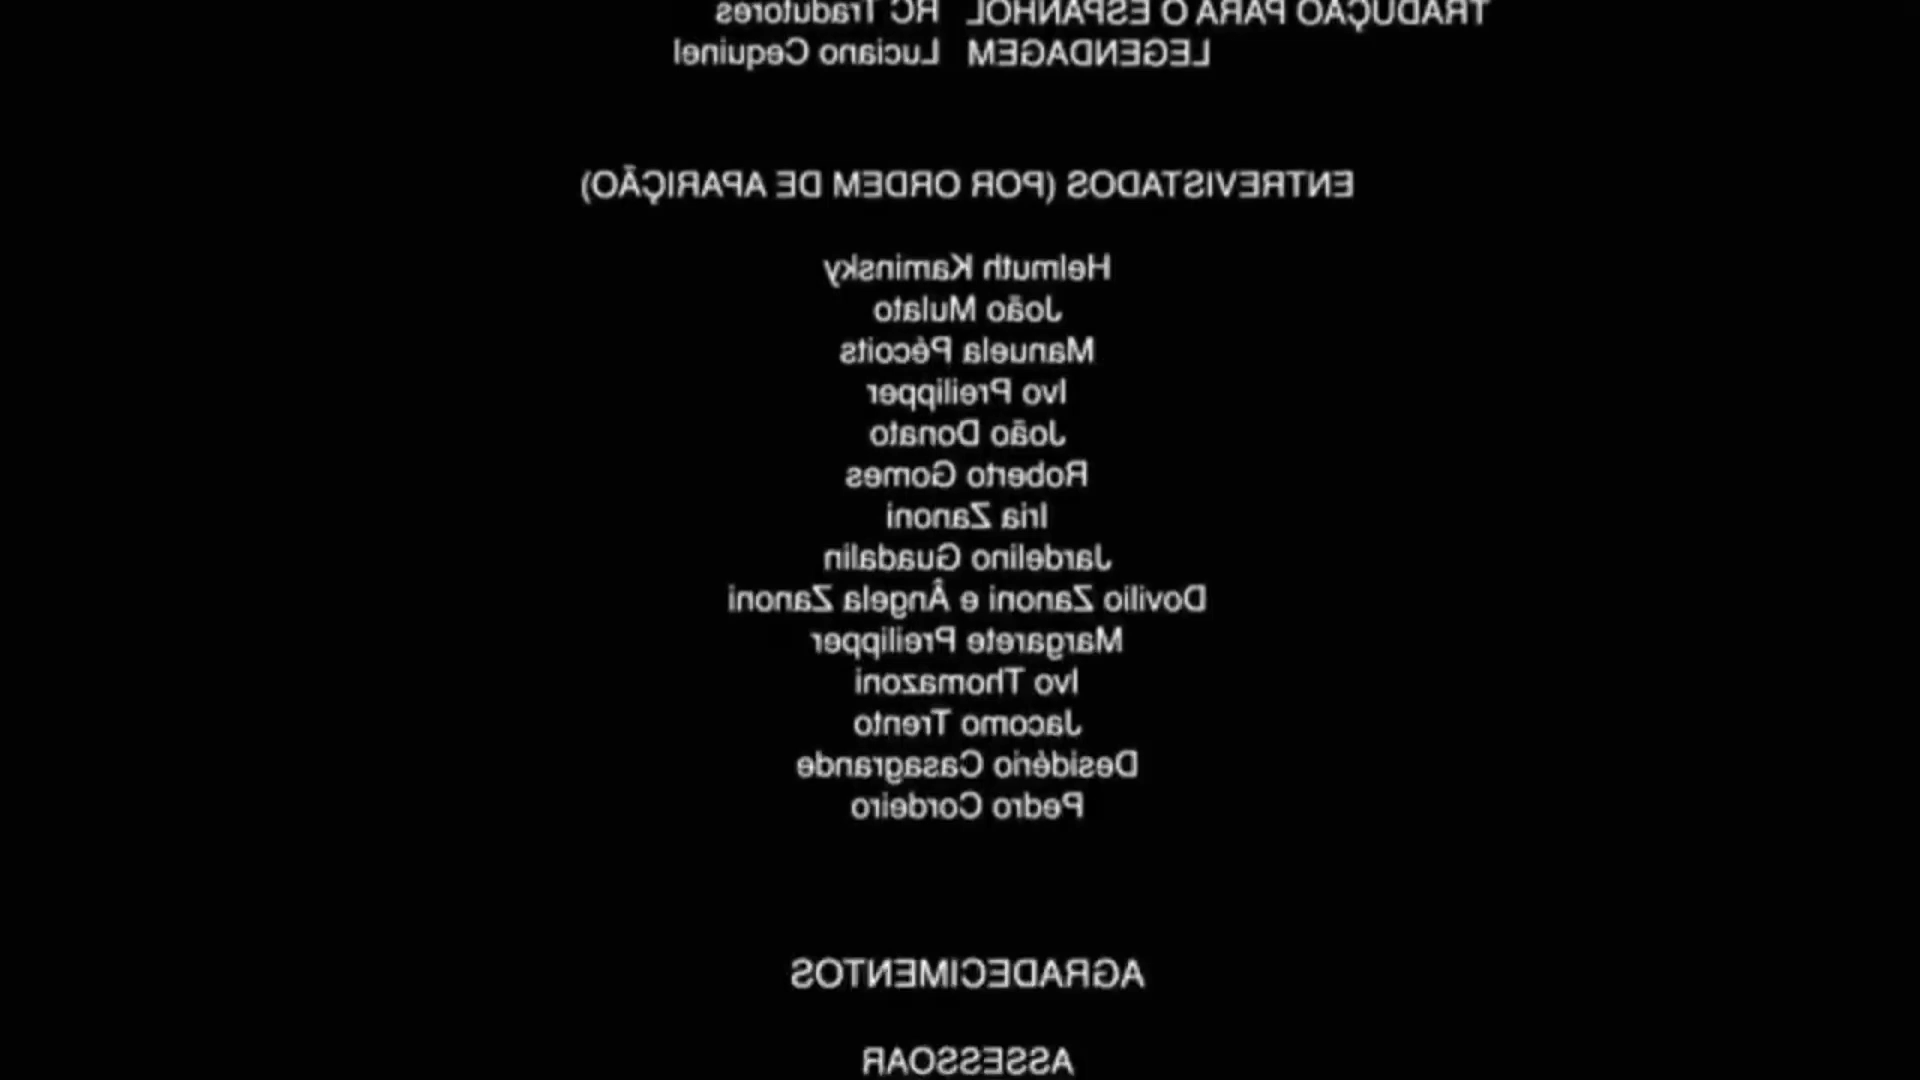 TRADUÇÃO PARA O ESPANHOL RC Tradutores
LEGENDAGEM Luciano Cequinel
ENTREVISTADOS (POR ORDEM DE APARIÇÃO)
Helmuth Kaminsky
João Mulato
Manuela Pécoits
Ivo Preilipper
João Donato
Roberto Gomes
Iria Zanoni
Jardelino Guadalin
Dovilio Zanoni e Ângela Zanoni
Margarete Preilipper
Ivo Thomazoni
Jacomo Trento
Desidério Casagrande
Pedro Cordeiro
AGRADECIMENTOS
ASSESSOAR